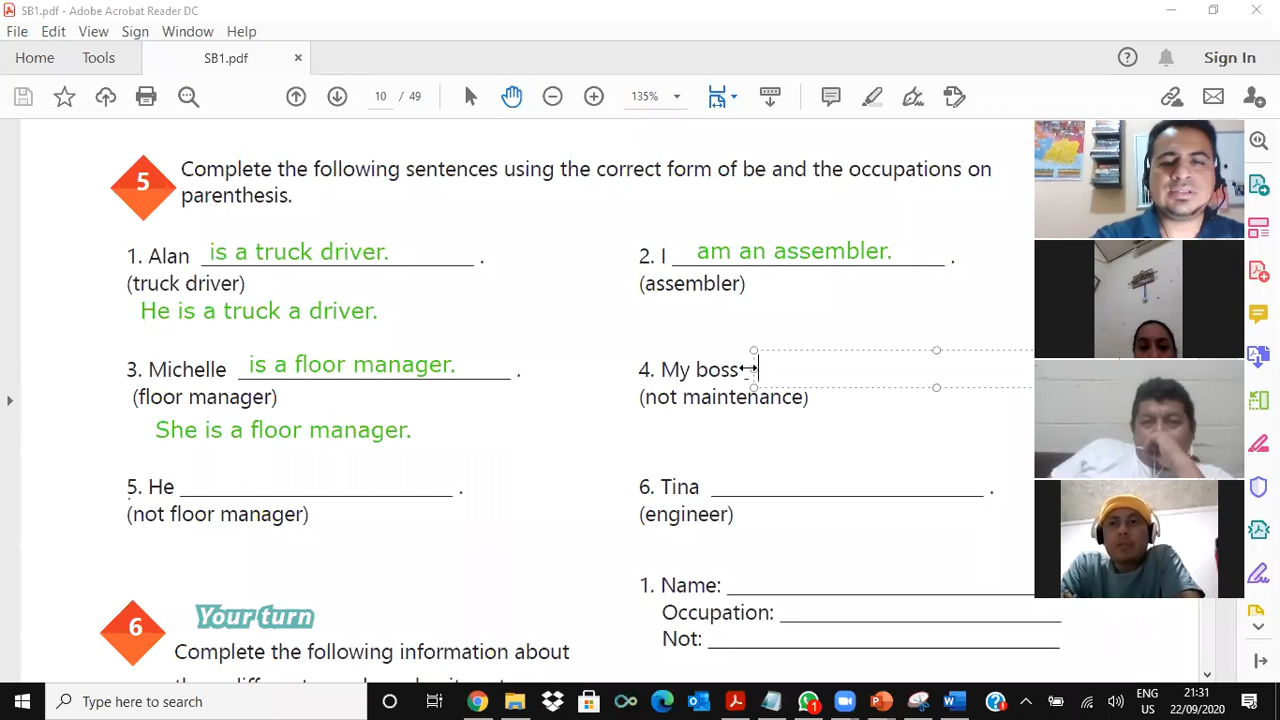 SB1.pdf - Adobe Acrobat Reader DC
File Edit View Sign Window Help
Home Tools SB1.pdf × Sign In
10 / 49 135%
5 Complete the following sentences using the correct form of be and the occupations on
parenthesis.
1. Alan is a truck driver. .
(truck driver)
He is a truck a driver.
2. I am an assembler. .
(assembler)
3. Michelle is a floor manager. .
(floor manager)
She is a floor manager.
4. My boss
(not maintenance)
5. He .
(not floor manager)
6. Tina .
(engineer)
6 Your turn
Complete the following information about
1. Name:
Occupation:
Not:
Type here to search
ENG
US
21:31
22/09/2020